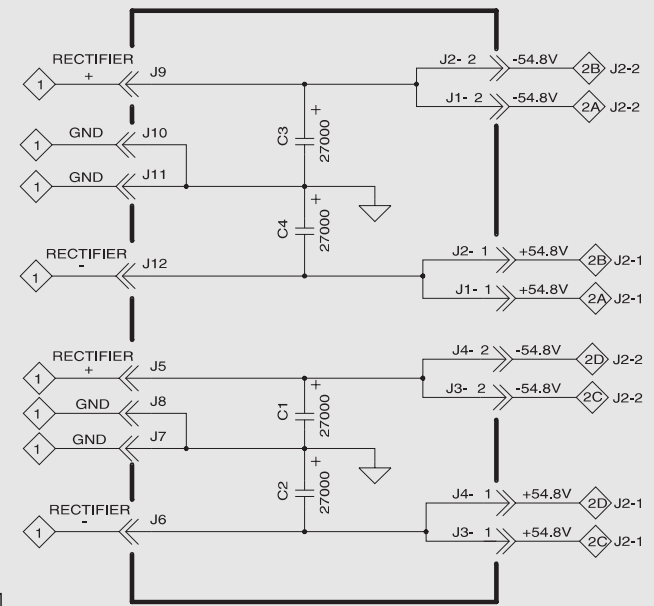 RECTIFIER
1 + J9 J2- 2 -54.8V 2B J2-2
J1- 2 -54.8V 2A J2-2
1 GND J10
C3 + 27000
1 GND J11
C4 + 27000
RECTIFIER
1 - J12 J2- 1 +54.8V 2B J2-1
J1- 1 +54.8V 2A J2-1
RECTIFIER
1 + J5 J4- 2 -54.8V 2D J2-2
J3- 2 -54.8V 2C J2-2
1 GND J8
C1 + 27000
1 GND J7
C2 + 27000
RECTIFIER
1 - J6 J4- 1 +54.8V 2D J2-1
J3- 1 +54.8V 2C J2-1